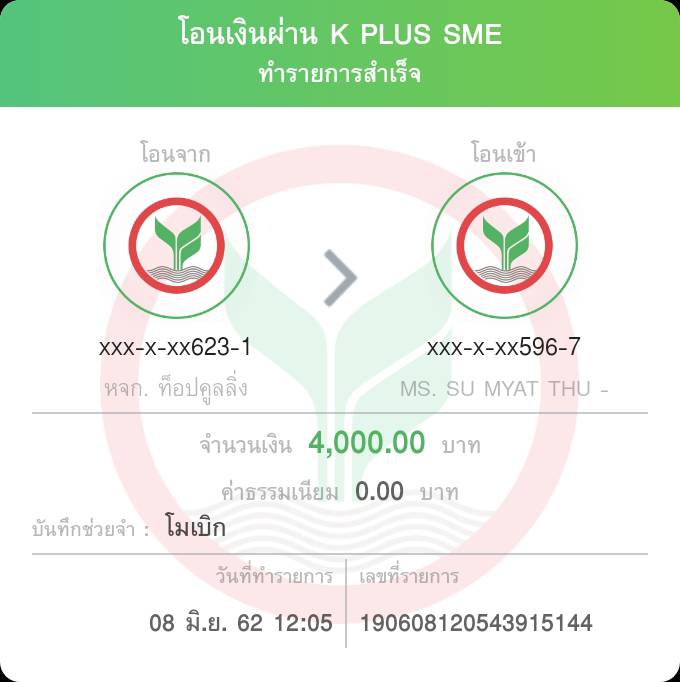 โอนเงินผ่าน K PLUS SME
ทำรายการสำเร็จ
โอนจาก โอนเข้า
xxx-x-xx623-1 xxx-x-xx596-7
หจก. ท็อปคูลลิ่ง MS. SU MYAT THU -
จำนวนเงิน 4,000.00 บาท
ค่าธรรมเนียม 0.00 บาท
บันทึกช่วยจำ : โมเบิก
วันที่ทำรายการ เลขที่รายการ
08 มิ.ย. 62 12:05 190608120543915144